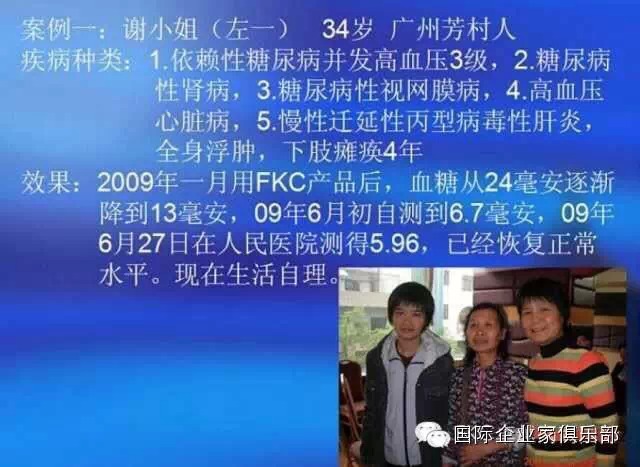 案例一：谢小姐（左一） 34岁 广州芳村人
疾病种类：1.依赖性糖尿病并发高血压3级，2.糖尿病
性肾病，3.糖尿病性视网膜病，4.高血压
心脏病，5.慢性迁延性丙型病毒性肝炎，
全身浮肿，下肢瘫痪4年
效果：2009年一月用FKC产品后，血糖从24毫安逐渐
降到13毫安，09年6月初自测到6.7毫安，09年
6月27日在人民医院测得5.96，已经恢复正常
水平。现在生活自理。
国际企业家俱乐部